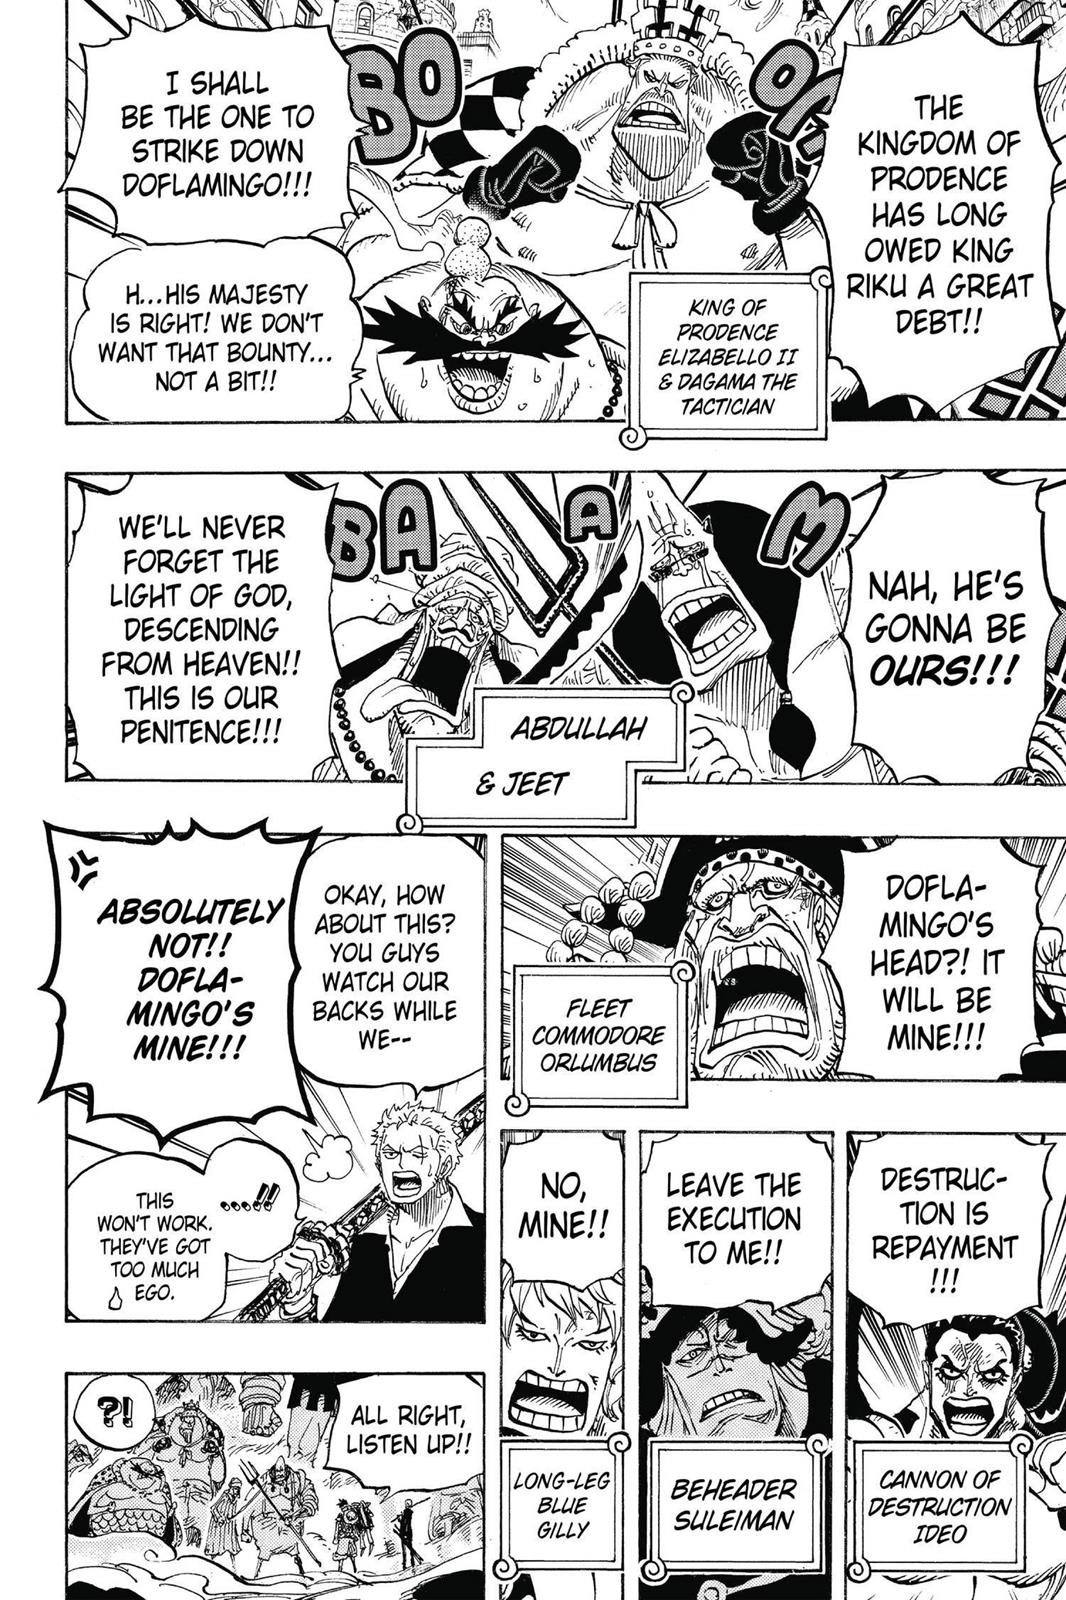 THE
KINGDOM OF
PRODENCE
HAS LONG
OWED KING
RIKU A GREAT
DEBT!!
BO
OM
I SHALL
BE THE ONE TO
STRIKE DOWN
DOFLAMINGO!!!
H...HIS MAJESTY
IS RIGHT! WE DON'T
WANT THAT BOUNTY...
NOT A BIT!!
KING OF
PRODENCE
ELIZABELLO II
& DAGAMA THE
TACTICIAN
NAH, HE'S
GONNA BE
OURS!!!
BA A M
WE'LL NEVER
FORGET THE
LIGHT OF GOD,
DESCENDING
FROM HEAVEN!!
THIS IS OUR
PENITENCE!!!
ABDULLAH
& JEET
DOFLA-
MINGO'S
HEAD?! IT
WILL BE
MINE!!!
FLEET
COMMODORE
ORLUMBUS
DESTRUC-
TION IS
REPAYMENT
!!!
CANNON OF
DESTRUCTION
IDEO
LEAVE THE
EXECUTION
TO ME!!
BEHEADER
SULEIMAN
NO,
MINE!!
LONG-LEG
BLUE
GILLY
OKAY, HOW
ABOUT THIS?
YOU GUYS
WATCH OUR
BACKS WHILE
WE--
ABSOLUTELY
NOT!!
DOFLA-
MINGO'S
MINE!!!
....!!
THIS
WON'T WORK.
THEY'VE GOT
TOO MUCH
EGO.
ALL RIGHT,
LISTEN UP!!
?!